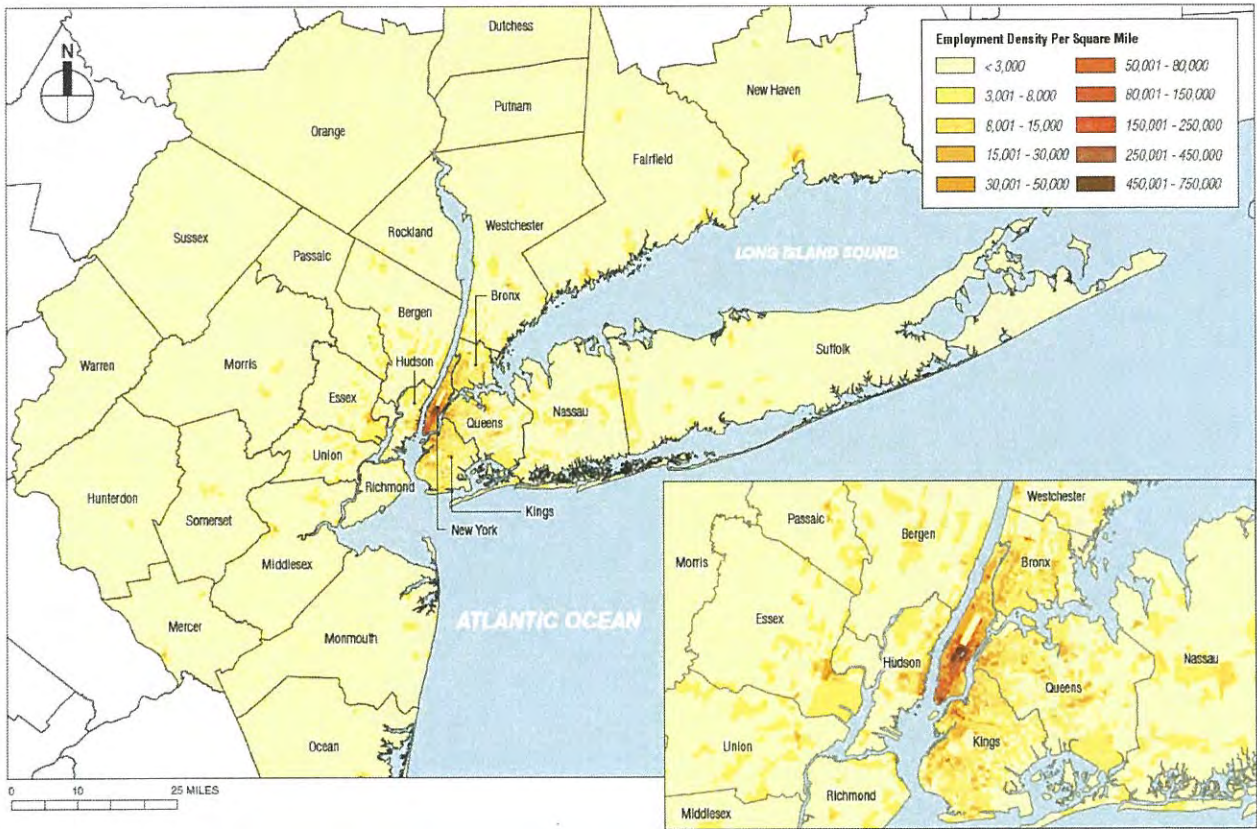 Dutchess
N
Putnam
New Haven
Orange
Fairfield
Employment Density Per Square Mile
< 3,000
3,001 - 8,000
8,001 - 15,000
15,001 - 30,000
30,001 - 50,000
50,001 - 80,000
80,001 - 150,000
150,001 - 250,000
250,001 - 450,000
450,001 - 750,000
Westchester
Rockland
Sussex
Passaic
LONG ISLAND SOUND
Bronx
Bergen
Suffolk
Hudson
Warren
Morris
Essex
Nassau
Queens
Union
Hunterdon
Richmond
Somerset
Kings
New York
Middlesex
ATLANTIC OCEAN
Mercer
Monmouth
Ocean
0 10 25 MILES
Westchester
Passaic
Bergen
Morris
Bronx
Essex
Hudson
Nassau
Queens
Union
Kings
Richmond
Middlesex